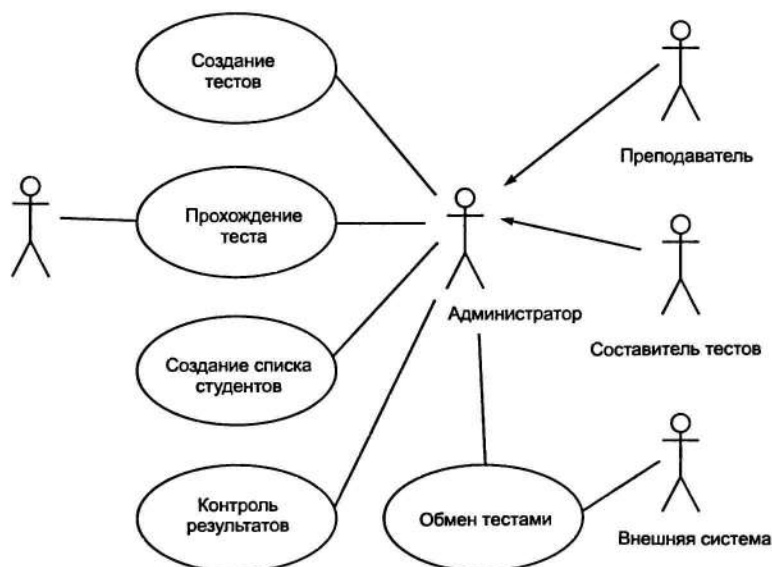 Создание
тестов
Преподаватель
Прохождение
теста
Администратор
Составитель тестов
Создание списка
студентов
Контроль
результатов
Обмен тестами
Внешняя система